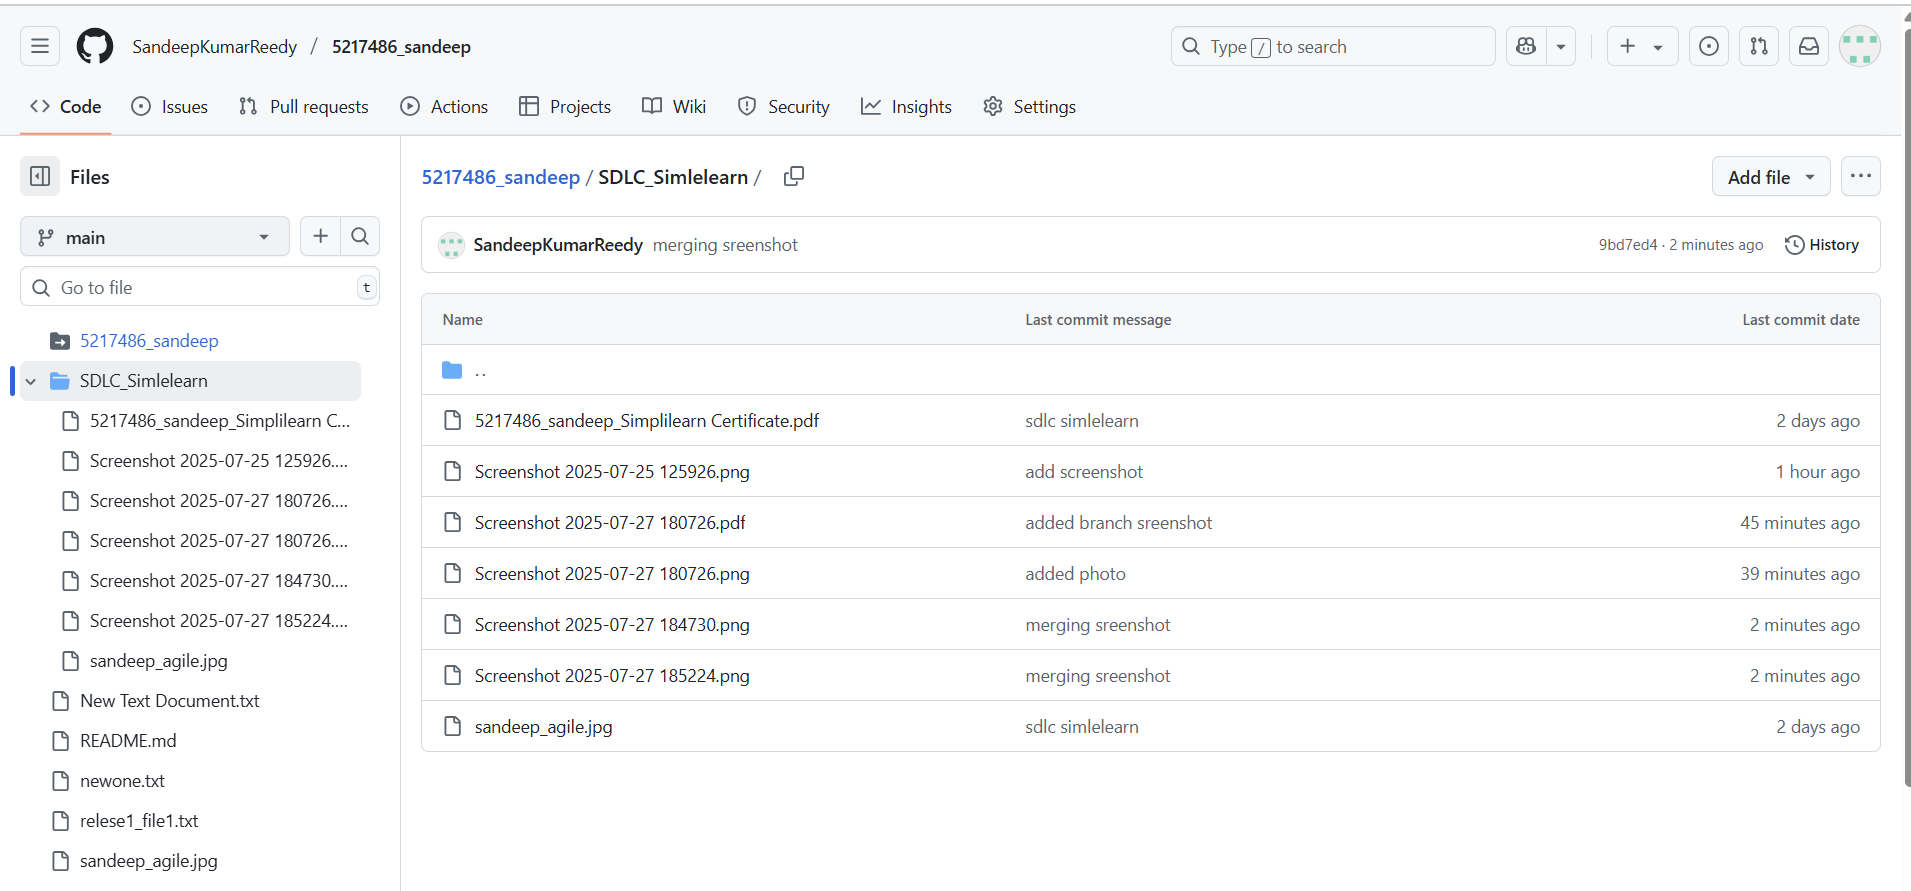 SandeepKumarReedy / 5217486_sandeep
Type / to search
Code
Issues
Pull requests
Actions
Projects
Wiki
Security
Insights
Settings
Files
main
Go to file
t
5217486_sandeep
SDLC_Simlelearn
5217486_sandeep_Simplilearn C...
Screenshot 2025-07-25 125926....
Screenshot 2025-07-27 180726....
Screenshot 2025-07-27 180726....
Screenshot 2025-07-27 184730....
Screenshot 2025-07-27 185224....
sandeep_agile.jpg
New Text Document.txt
README.md
newone.txt
relese1_file1.txt
sandeep_agile.jpg
5217486_sandeep / SDLC_Simlelearn /
Add file
SandeepKumarReedy merging sreenshot
9bd7ed4 · 2 minutes ago
History
Name Last commit message Last commit date
..
5217486_sandeep_Simplilearn Certificate.pdf sdlc simlelearn 2 days ago
Screenshot 2025-07-25 125926.png add screenshot 1 hour ago
Screenshot 2025-07-27 180726.pdf added branch sreenshot 45 minutes ago
Screenshot 2025-07-27 180726.png added photo 39 minutes ago
Screenshot 2025-07-27 184730.png merging sreenshot 2 minutes ago
Screenshot 2025-07-27 185224.png merging sreenshot 2 minutes ago
sandeep_agile.jpg sdlc simlelearn 2 days ago